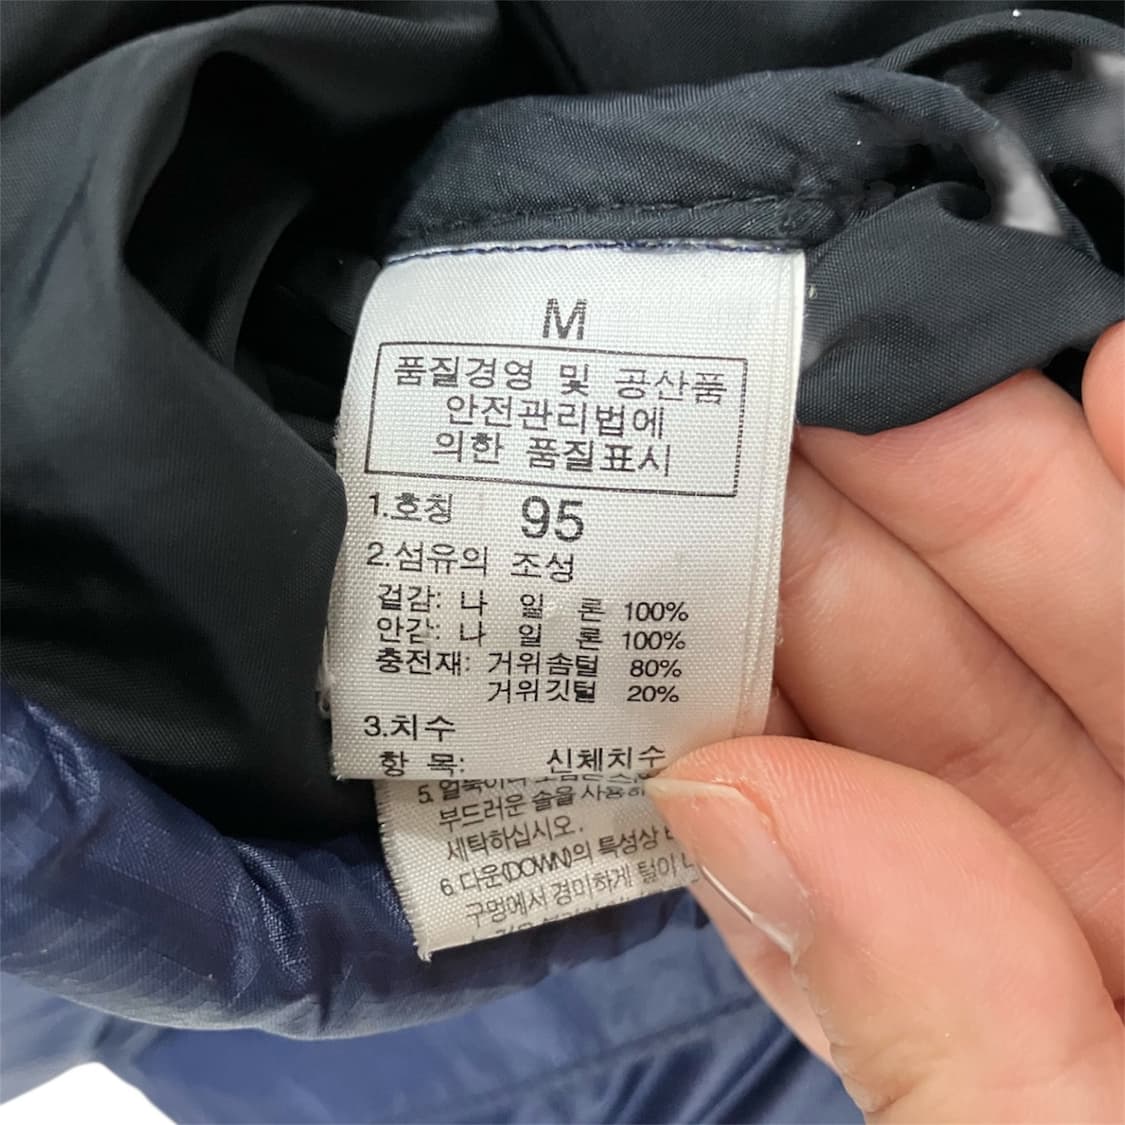 M
품질경영 및 공산품
안전관리법에
의한 품질표시
1.호칭 95
2.섬유의 조성
겉감: 나 일 론 100%
안감: 나 일 론 100%
충전재: 거위솜털 80%
거위깃털 20%
3.치수
항 목: 신체치수
5.
부드러운 솔을 사용하
세탁하십시오.
6.다운(DOWN)의 특성상
구멍에서 경미하게 털이